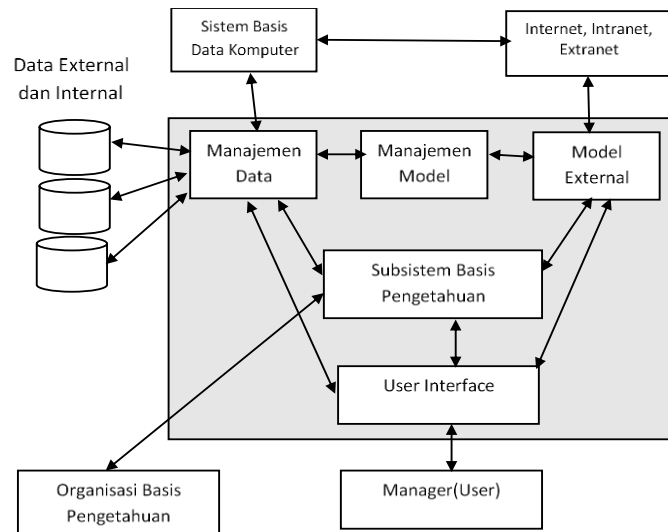 Sistem Basis
Data Komputer
Internet, Intranet,
Extranet
Data External
dan Internal
Manajemen
Data
Manajemen
Model
Model
External
Subsistem Basis
Pengetahuan
User Interface
Organisasi Basis
Pengetahuan
Manager(User)